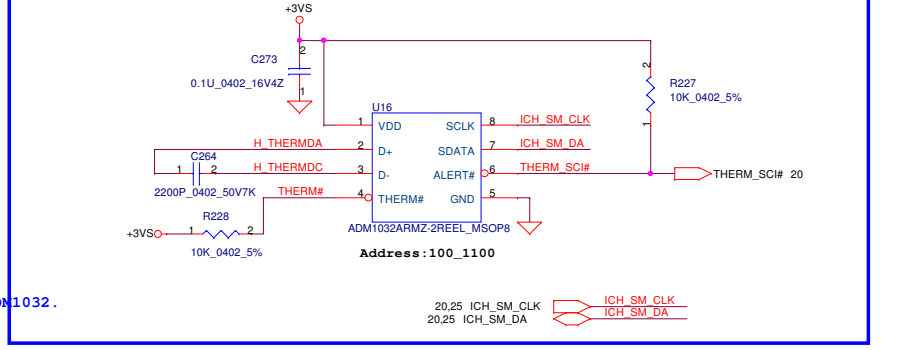 +3VS
2
C273
0.1U_0402_16V4Z
1
2
R227
10K_0402_5%
1
U16
1 VDD SCLK 8 ICH_SM_CLK
H_THERMDA 2 D+ SDATA 7 ICH_SM_DA
1 C264 2 H_THERMDC 3 D- ALERT# 6 THERM_SCI# THERM_SCI# 20
2200P_0402_50V7K
THERM# 4 THERM# GND 5
R228
+3VS 1 2
10K_0402_5%
ADM1032ARMZ-2REEL_MSOP8
Address:100_1100
M1032.
20,25 ICH_SM_CLK ICH_SM_CLK
20,25 ICH_SM_DA ICH_SM_DA